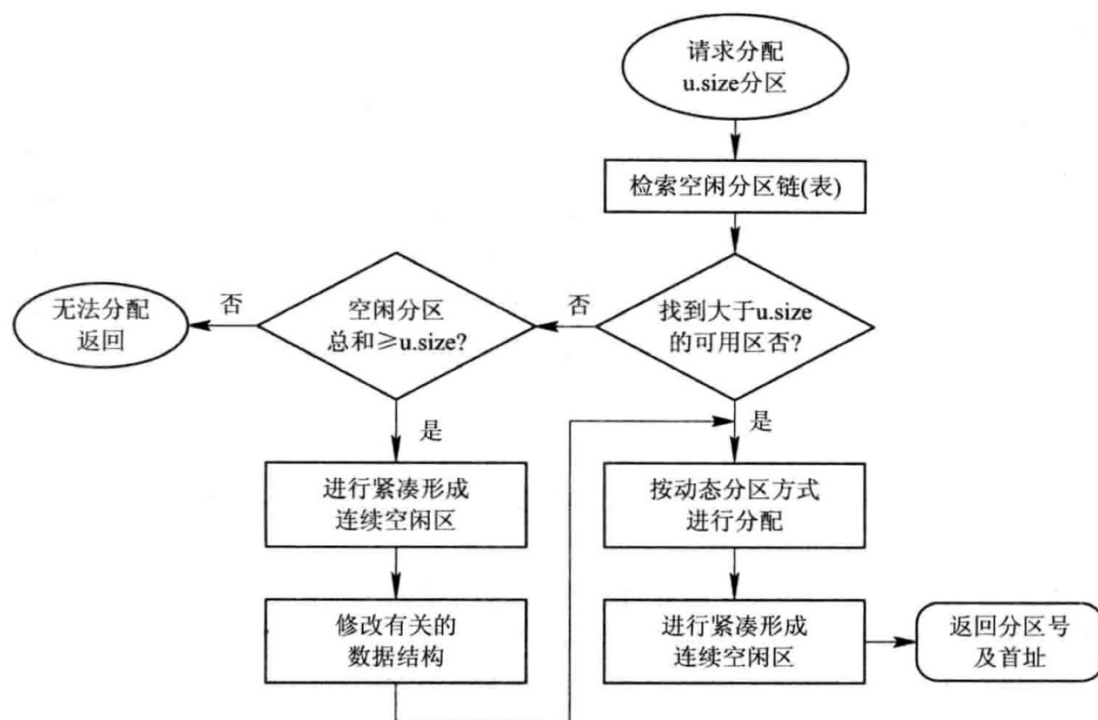 请求分配
u.size分区
检索空闲分区链(表)
找到大于u.size
的可用区否?
否
空闲分区
总和≥u.size?
否
无法分配
返回
是
进行紧凑形成
连续空闲区
修改有关的
数据结构
是
按动态分区方式
进行分配
进行紧凑形成
连续空闲区
返回分区号
及首址